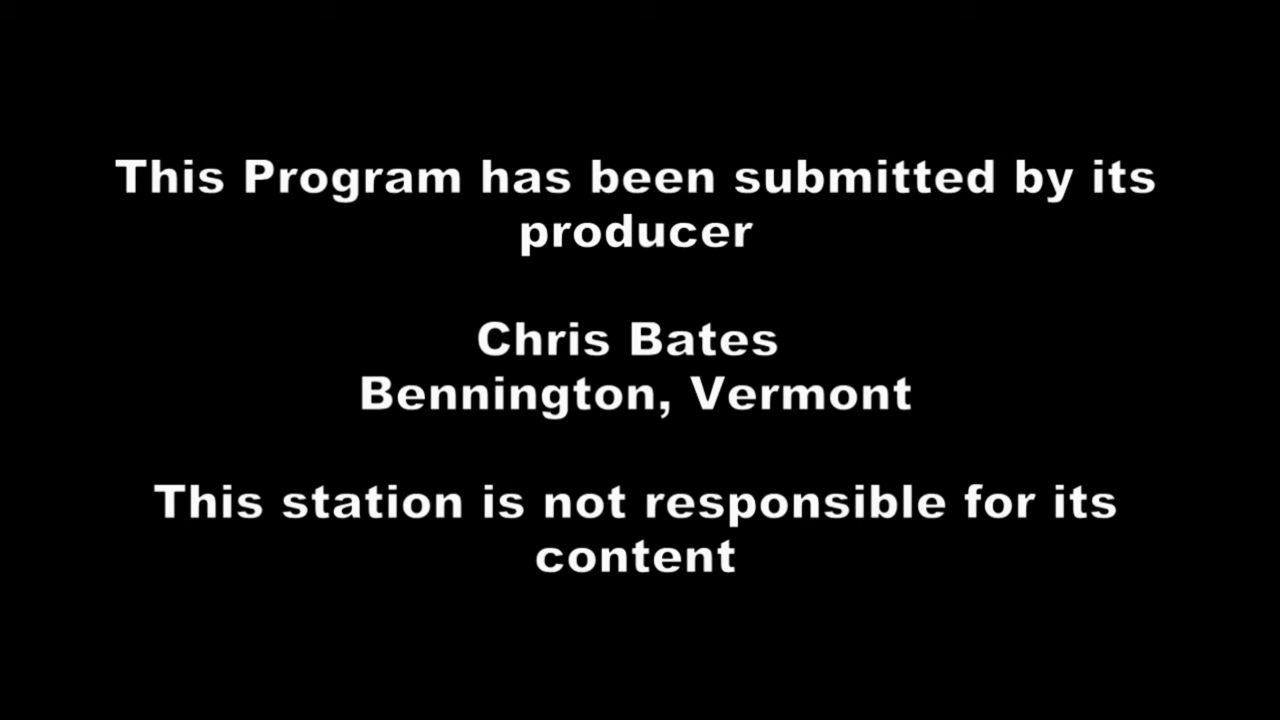 This Program has been submitted by its
producer
Chris Bates
Bennington, Vermont
This station is not responsible for its
content